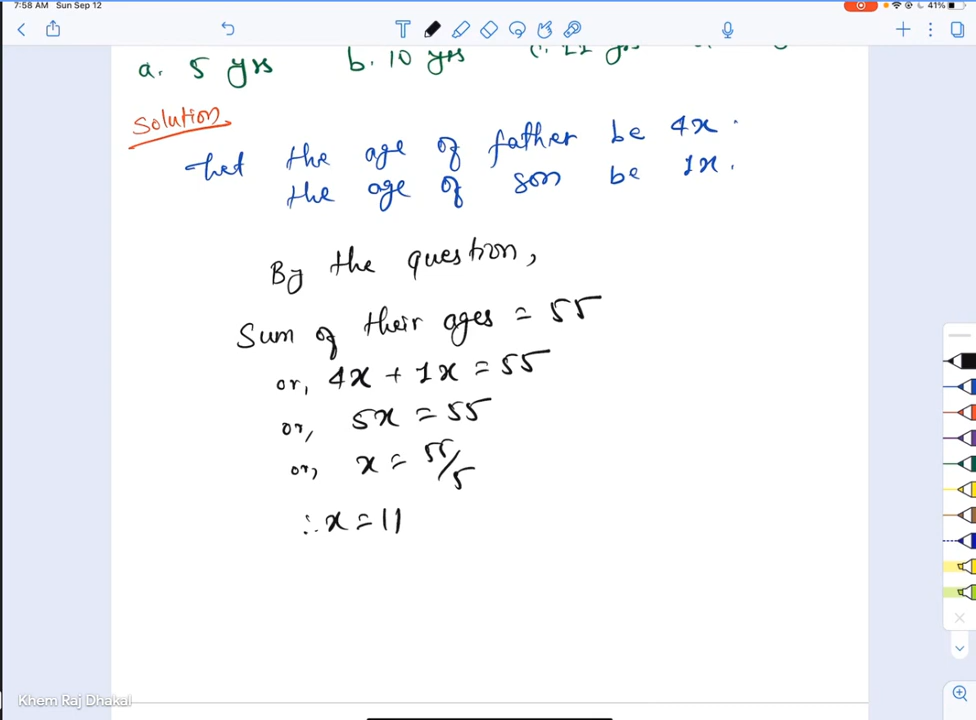 7:58 AM Sun Sep 12
41%
a. 5 yrs b. 10 yrs
Solution
Let the age of father be 4x.
the age of son be 1x.
By the question,
Sum of their ages = 55
or, 4x + 1x = 55
or, 5x = 55
or, x = 55/5
∴ x = 11
Khem Raj Dhakal